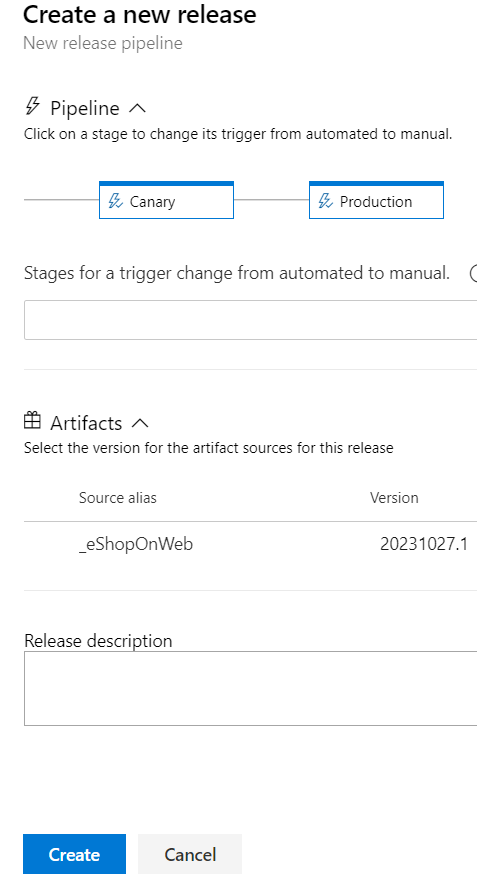 Create a new release
New release pipeline
Pipeline
Click on a stage to change its trigger from automated to manual.
Canary
Production
Stages for a trigger change from automated to manual.
Artifacts
Select the version for the artifact sources for this release
Source alias Version
_eShopOnWeb 20231027.1
Release description
Create Cancel